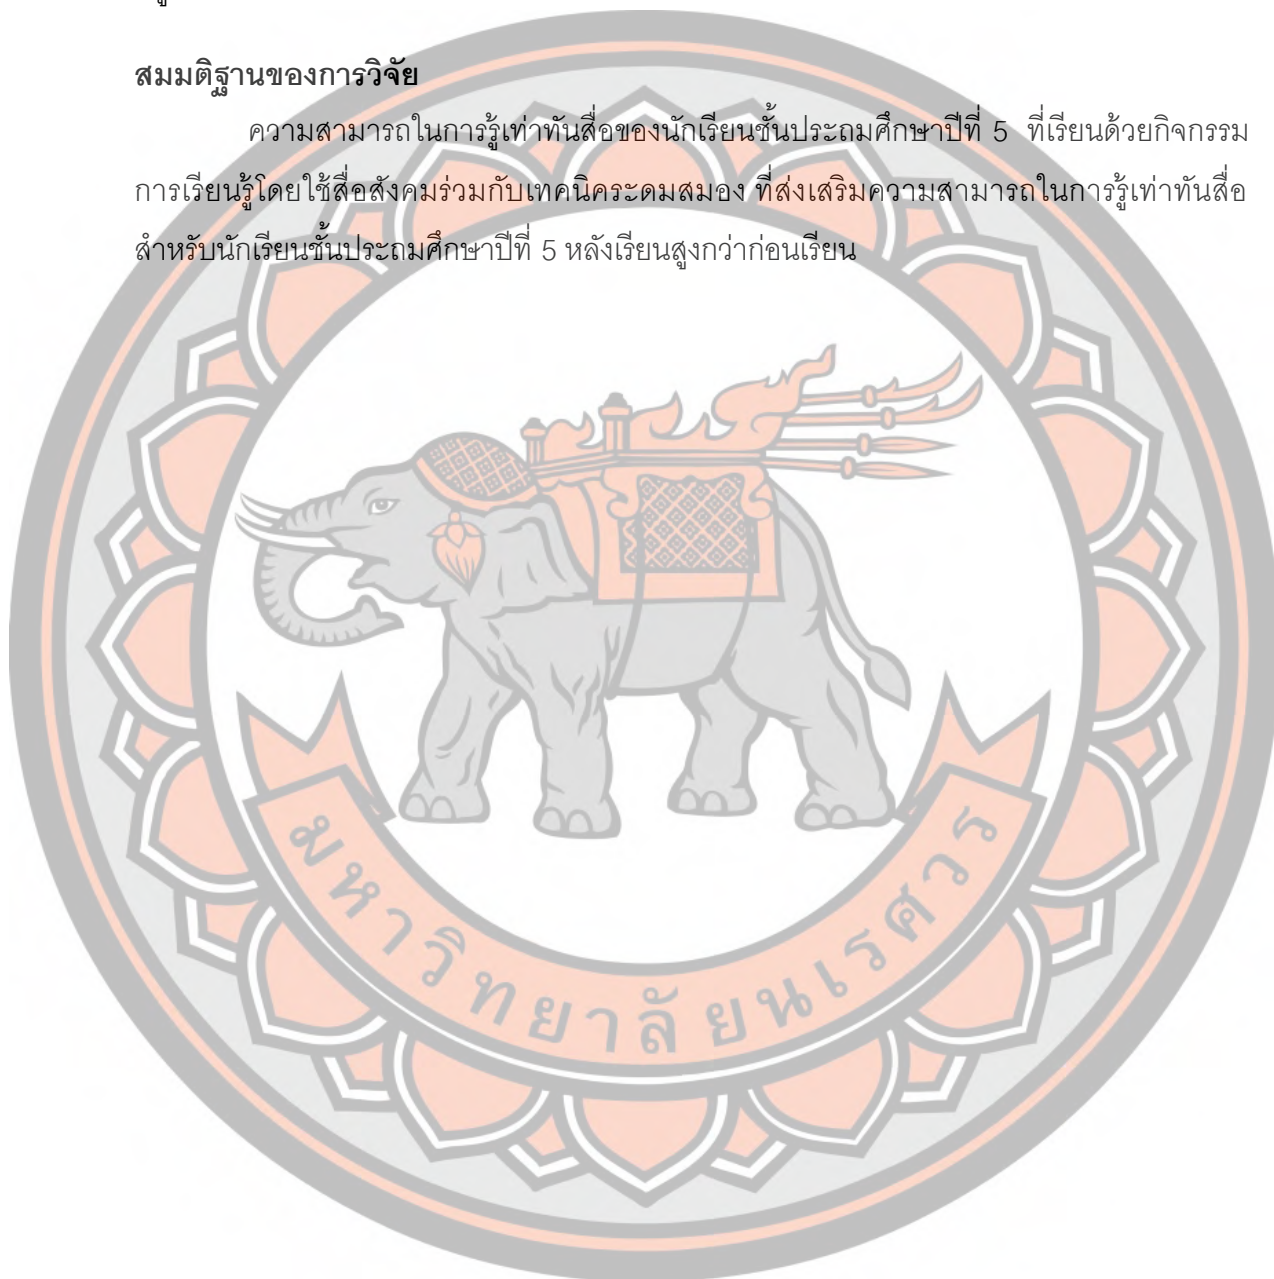 สมมติฐานของการวิจัย
ความสามารถในการรู้เท่าทันสื่อของนักเรียนชั้นประถมศึกษาปีที่ 5 ที่เรียนด้วยกิจกรรม
การเรียนรู้โดยใช้สื่อสังคมร่วมกับเทคนิคระดมสมอง ที่ส่งเสริมความสามารถในการรู้เท่าทันสื่อ
สำหรับนักเรียนชั้นประถมศึกษาปีที่ 5 หลังเรียนสูงกว่าก่อนเรียน
มหาวิทยาลัยนเรศวร